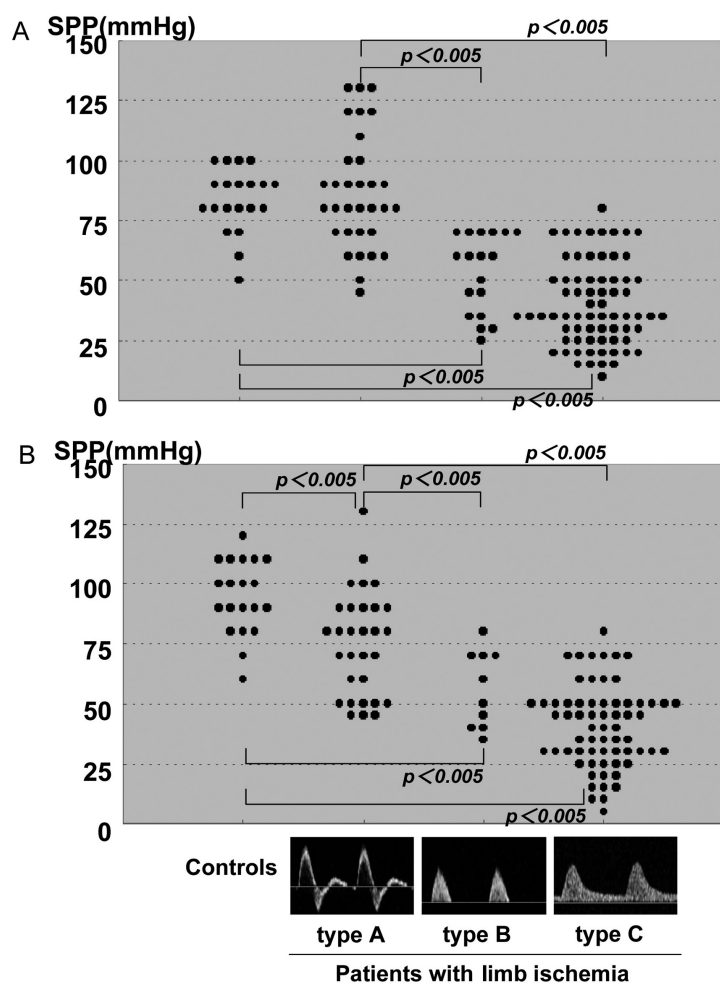 A SPP(mmHg)
150
p<0.005
p<0.005
125
100
75
50
25
p<0.005
p<0.005
0
B SPP(mmHg)
150
p<0.005
p<0.005
p<0.005
125
100
75
50
25
p<0.005
p<0.005
0
Controls
type A type B type C
Patients with limb ischemia